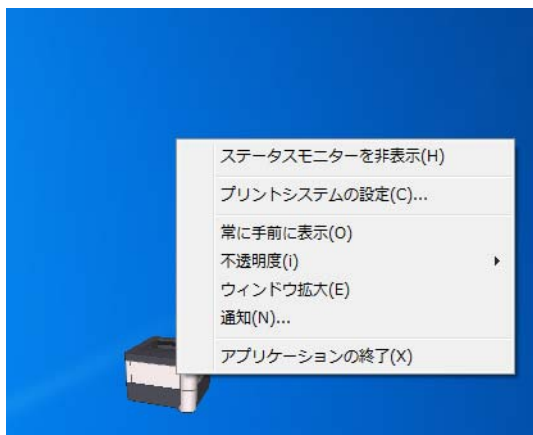 ステータスモニターを非表示(H)
プリントシステムの設定(C)...
常に手前に表示(O)
不透明度(i)
ウィンドウ拡大(E)
通知(N)...
アプリケーションの終了(X)